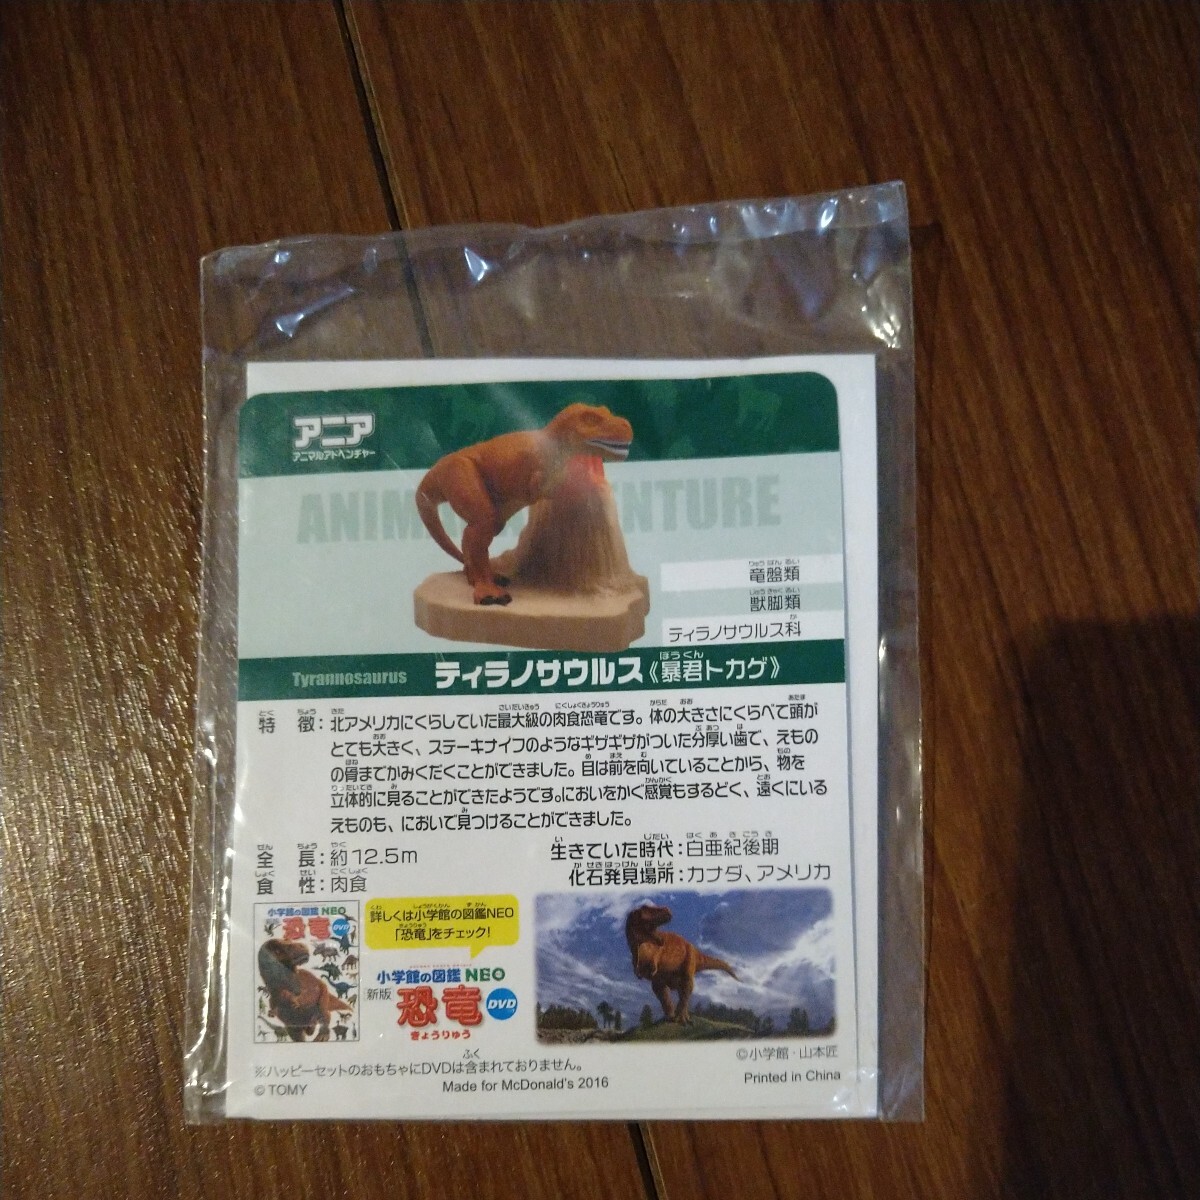 アニア
アニマルアドベンチャー
ANIMAL ADVENTURE
竜盤類
獣脚類
ティラノサウルス科
Tyrannosaurus ティラノサウルス《暴君トカゲ》
特徴:北アメリカにくらしていた最大級の肉食恐竜です。体の大きさにくらべて頭が
とても大きく、ステーキナイフのようなギザギザがついた分厚い歯で、えもの
の骨までかみくだくことができました。目は前を向いていることから、物を
立体的に見ることができたようです。においをかぐ感覚もするどく、遠くにいる
えものも、においで見つけることができました。
全長:約12.5m
食性:肉食
生きていた時代:白亜紀後期
化石発見場所:カナダ、アメリカ
小学館の図鑑 NEO
恐竜 DVD
詳しくは小学館の図鑑NEO
「恐竜」をチェック!
小学館の図鑑 NEO
新版 恐竜 DVD
きょうりゅう
©小学館・山本匠
※ハッピーセットのおもちゃにDVDは含まれておりません。
© TOMY Made for McDonald's 2016 Printed in China